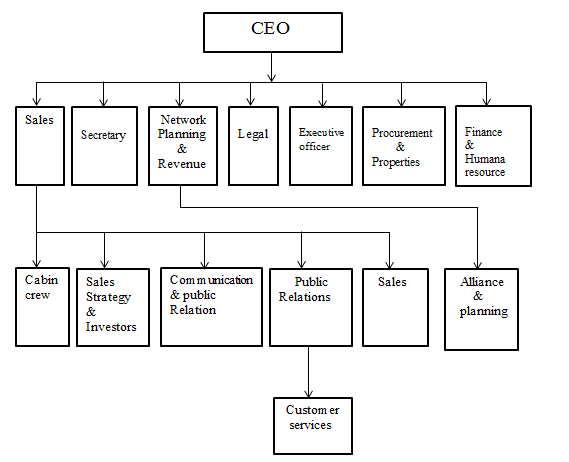 CEO
Sales
Secretary
Network
Planning
&
Revenue
Legal
Executive
officer
Procurement
&
Properties
Finance
&
Humana
resource
Cabin
crew
Sales
Strategy
&
Investors
Communication
& public
Relation
Public
Relations
Sales
Alliance
&
planning
Customer
services